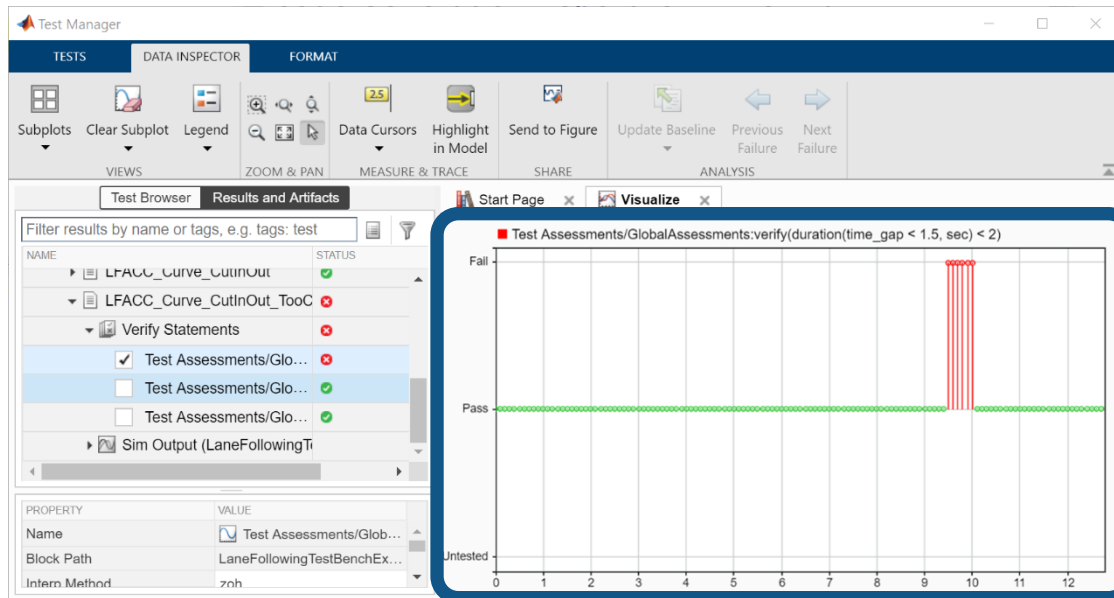 Test Manager
TESTS DATA INSPECTOR FORMAT
Subplots Clear Subplot Legend 2.5 Data Cursors Highlight in Model Send to Figure Update Baseline Previous Failure Next Failure
VIEWS ZOOM & PAN MEASURE & TRACE SHARE ANALYSIS
Test Browser Results and Artifacts
Filter results by name or tags, e.g. tags: test
NAME STATUS
LFACC_Curve_CutInOut
LFACC_Curve_CutInOut_TooC
Verify Statements
Test Assessments/Glo...
Test Assessments/Glo...
Test Assessments/Glo...
Sim Output (LaneFollowingTe
PROPERTY VALUE
Name Test Assessments/Glob...
Block Path LaneFollowingTestBenchEx...
Interp Method zoh
Start Page Visualize
Test Assessments/GlobalAssessments:verify(duration(time_gap < 1.5, sec) < 2)
Fail
Pass
Untested
0 1 2 3 4 5 6 7 8 9 10 11 12